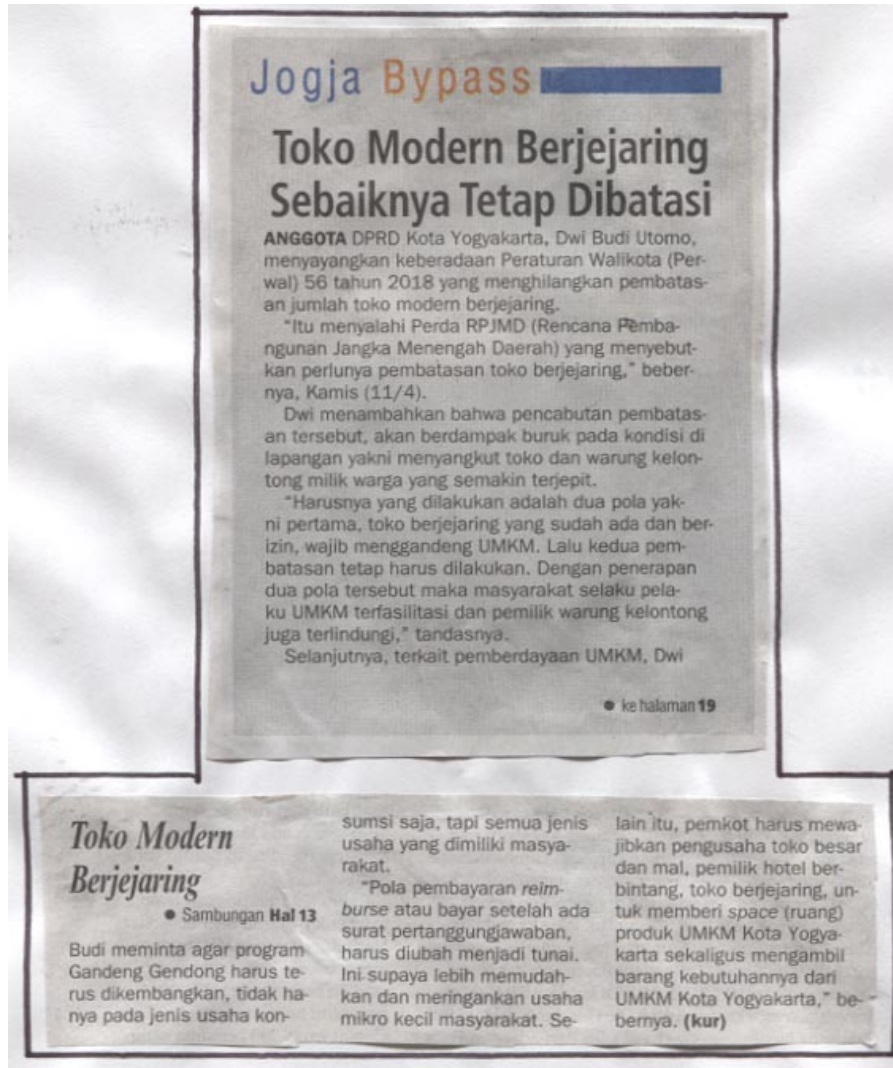 Jogja Bypass
Toko Modern Berjejaring
Sebaiknya Tetap Dibatasi
ANGGOTA DPRD Kota Yogyakarta, Dwi Budi Utomo,
menyayangkan keberadaan Peraturan Walikota (Per-
wal) 56 tahun 2018 yang menghilangkan pembatas-
an jumlah toko modern berjejaring.
"Itu menyalahi Perda RPJMD (Rencana Pemba-
ngunan Jangka Menengah Daerah) yang menyebut-
kan perlunya pembatasan toko berjejaring," beber-
nya, Kamis (11/4).
Dwi menambahkan bahwa pencabutan pembatas-
an tersebut, akan berdampak buruk pada kondisi di
lapangan yakni menyangkut toko dan warung kelon-
tong milik warga yang semakin terjepit.
"Harusnya yang dilakukan adalah dua pola yak-
ni pertama, toko berjejaring yang sudah ada dan ber-
izin, wajib menggandeng UMKM. Lalu kedua pem-
batasan tetap harus dilakukan. Dengan penerapan
dua pola tersebut maka masyarakat selaku pela-
ku UMKM terfasilitasi dan pemilik warung kelontong
juga terlindungi," tandasnya.
Selanjutnya, terkait pemberdayaan UMKM, Dwi
● ke halaman 19
Toko Modern
Berjejaring
● Sambungan Hal 13
Budi meminta agar program
Gandeng Gendong harus te-
rus dikembangkan, tidak ha-
nya pada jenis usaha kon-
sumsi saja, tapi semua jenis
usaha yang dimiliki masya-
rakat.
"Pola pembayaran reim-
burse atau bayar setelah ada
surat pertanggungjawaban,
harus diubah menjadi tunai.
Ini supaya lebih memudah-
kan dan meringankan usaha
mikro kecil masyarakat. Se-
lain itu, pemkot harus mewa-
jibkan pengusaha toko besar
dan mal, pemilik hotel ber-
bintang, toko berjejaring, un-
tuk memberi space (ruang)
produk UMKM Kota Yogya-
karta sekaligus mengambil
barang kebutuhannya dari
UMKM Kota Yogyakarta," be-
bernya. (kur)